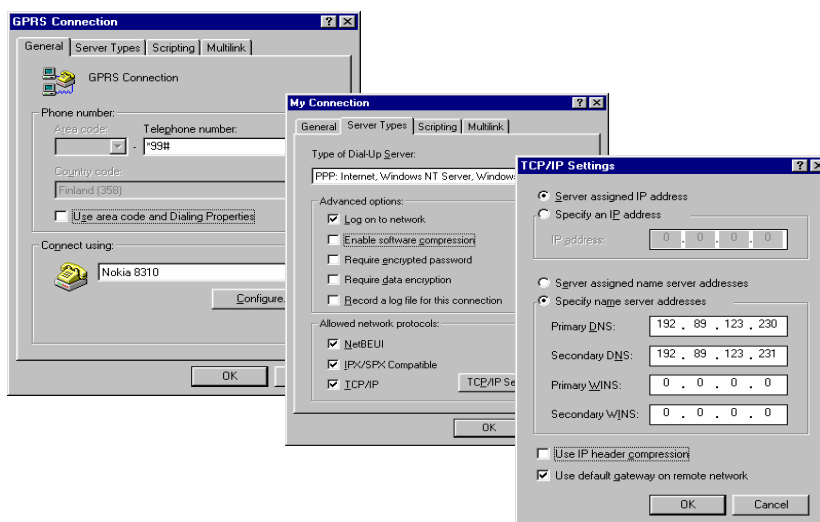 GPRS Connection
General Server Types Scripting Multilink
GPRS Connection
Phone number:
Area code: Telephone number:
- *99#
Country code:
Finland (358)
Use area code and Dialing Properties
Connect using:
Nokia 8310
Configure.
OK
My Connection
General Server Types Scripting Multilink
Type of Dial-Up Server:
PPP: Internet, Windows NT Server, Windows
Advanced options:
Log on to network
Enable software compression
Require encrypted password
Require data encryption
Record a log file for this connection
Allowed network protocols:
NetBEUI
IPX/SPX Compatible
TCP/IP
TCP/IP Se
OK
TCP/IP Settings
Server assigned IP address
Specify an IP address
IP address: 0 . 0 . 0 . 0
Server assigned name server addresses
Specify name server addresses
Primary DNS: 192 . 89 . 123 . 230
Secondary DNS: 192 . 89 . 123 . 231
Primary WINS: 0 . 0 . 0 . 0
Secondary WINS: 0 . 0 . 0 . 0
Use IP header compression
Use default gateway on remote network
OK Cancel